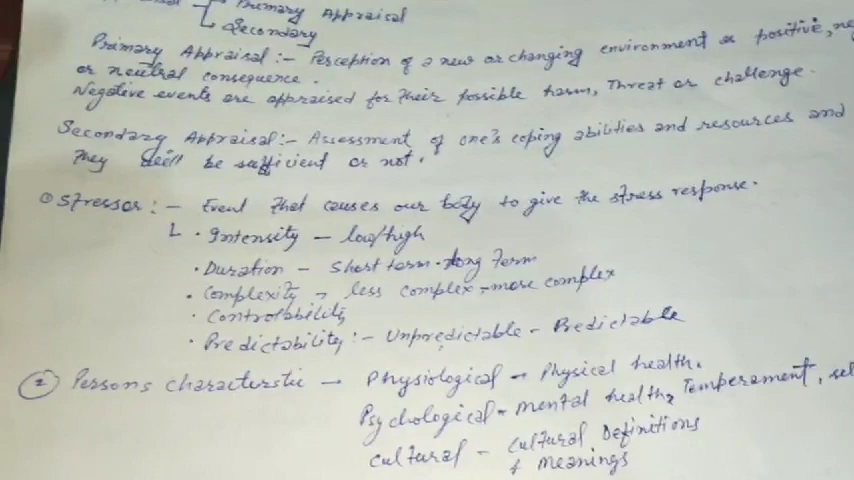 Primary Appraisal
Secondary
Primary Appraisal :- Perception of a new or changing environment as positive,
or neutral consequence.
Negative events are appraised for their possible harm, Threat or challenge.
Secondary Appraisal :- Assessment of one's coping abilities and resources and
They will be sufficient or not.
① Stressor :- Event that causes our body to give the stress response.
• Intensity - low/high
• Duration - Short term - long Term
• Complexity → less complex - more complex
• Controlability
• Predictability :- Unpredictable - Predictable
② Persons characterstic → Physiological → Physical health.
Psychological - Mental health, Temperament,
Cultural - Cultural Definitions
& Meanings